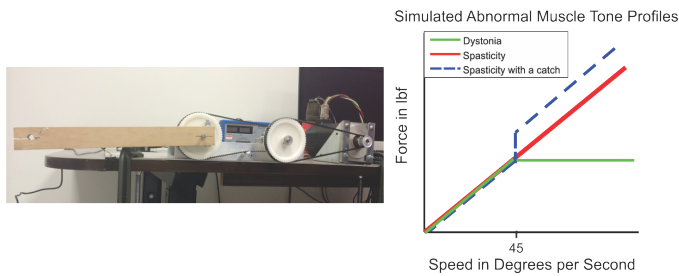 Simulated Abnormal Muscle Tone Profiles
Dystonia
Spasticity
Spasticity with a catch
Force in lbf
45
Speed in Degrees per Second